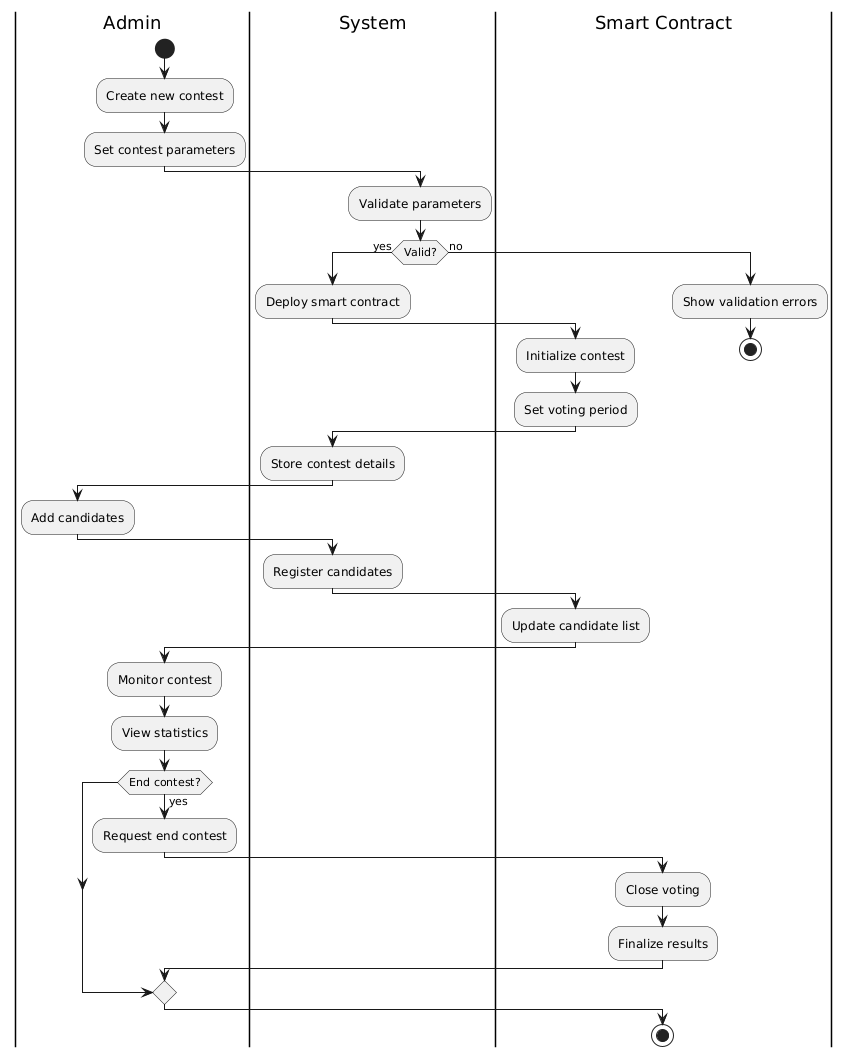 Admin
System
Smart Contract
Create new contest
Set contest parameters
Validate parameters
yes
Valid?
no
Deploy smart contract
Show validation errors
Initialize contest
Set voting period
Store contest details
Add candidates
Register candidates
Update candidate list
Monitor contest
View statistics
End contest?
yes
Request end contest
Close voting
Finalize results